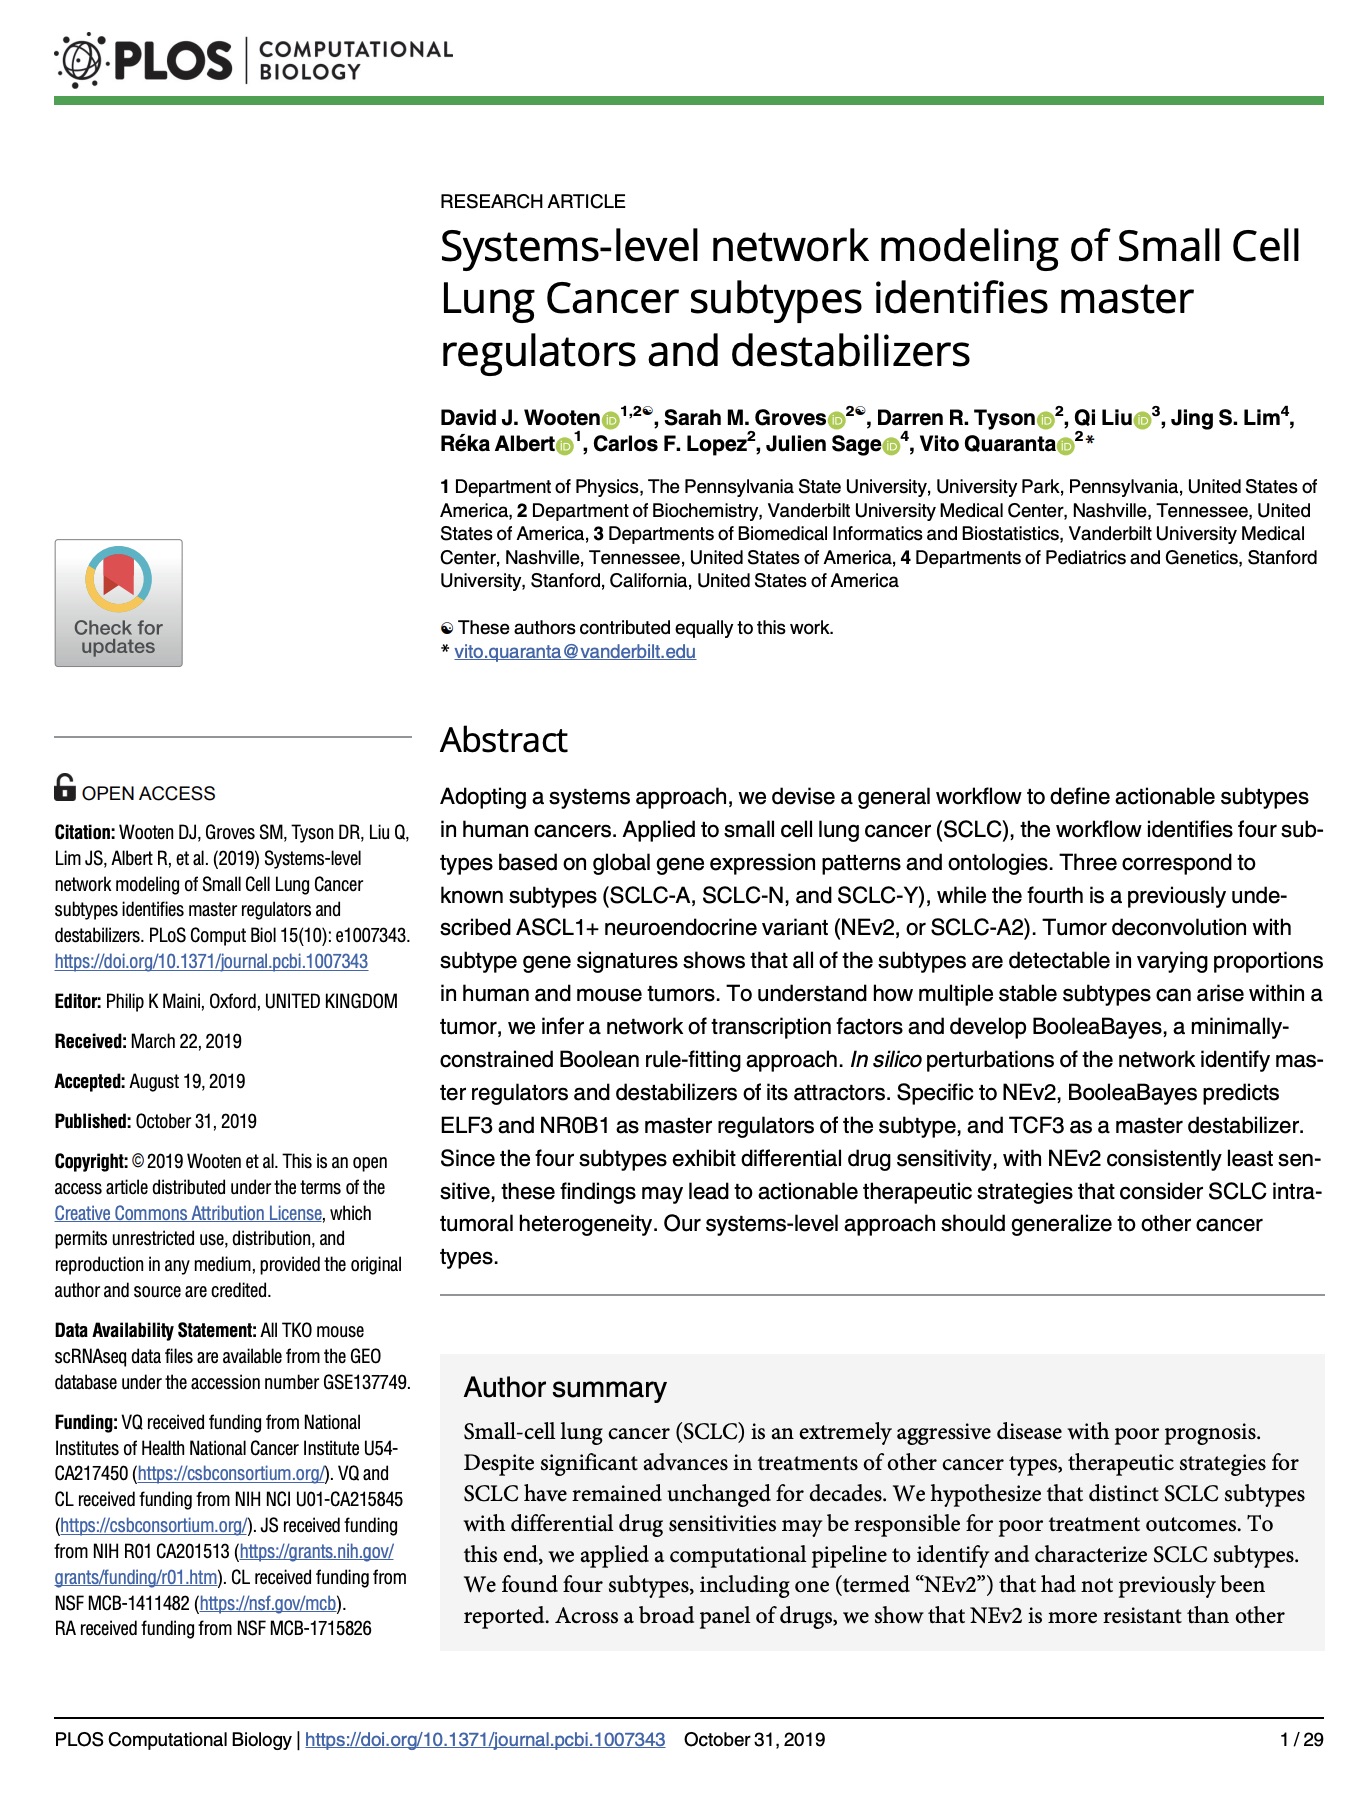 PLOS | COMPUTATIONAL
BIOLOGY
RESEARCH ARTICLE
Systems-level network modeling of Small Cell
Lung Cancer subtypes identifies master
regulators and destabilizers
David J. Wooten iD 1,2☯, Sarah M. Groves iD 2☯, Darren R. Tyson iD 2, Qi Liu iD 3, Jing S. Lim4,
Réka Albert iD 1, Carlos F. Lopez2, Julien Sage iD 4, Vito Quaranta iD 2*
1 Department of Physics, The Pennsylvania State University, University Park, Pennsylvania, United States of
America, 2 Department of Biochemistry, Vanderbilt University Medical Center, Nashville, Tennessee, United
States of America, 3 Departments of Biomedical Informatics and Biostatistics, Vanderbilt University Medical
Center, Nashville, Tennessee, United States of America, 4 Departments of Pediatrics and Genetics, Stanford
University, Stanford, California, United States of America
☯ These authors contributed equally to this work.
* vito.quaranta@vanderbilt.edu
Check for
updates
OPEN ACCESS
Citation: Wooten DJ, Groves SM, Tyson DR, Liu Q,
Lim JS, Albert R, et al. (2019) Systems-level
network modeling of Small Cell Lung Cancer
subtypes identifies master regulators and
destabilizers. PLoS Comput Biol 15(10): e1007343.
https://doi.org/10.1371/journal.pcbi.1007343
Editor: Philip K Maini, Oxford, UNITED KINGDOM
Received: March 22, 2019
Accepted: August 19, 2019
Published: October 31, 2019
Copyright: © 2019 Wooten et al. This is an open
access article distributed under the terms of the
Creative Commons Attribution License, which
permits unrestricted use, distribution, and
reproduction in any medium, provided the original
author and source are credited.
Data Availability Statement: All TKO mouse
scRNAseq data files are available from the GEO
database under the accession number GSE137749.
Funding: VQ received funding from National
Institutes of Health National Cancer Institute U54-
CA217450 (https://csbconsortium.org/). VQ and
CL received funding from NIH NCI U01-CA215845
(https://csbconsortium.org/). JS received funding
from NIH R01 CA201513 (https://grants.nih.gov/
grants/funding/r01.htm). CL received funding from
NSF MCB-1411482 (https://nsf.gov/mcb).
RA received funding from NSF MCB-1715826
Abstract
Adopting a systems approach, we devise a general workflow to define actionable subtypes
in human cancers. Applied to small cell lung cancer (SCLC), the workflow identifies four sub-
types based on global gene expression patterns and ontologies. Three correspond to
known subtypes (SCLC-A, SCLC-N, and SCLC-Y), while the fourth is a previously unde-
scribed ASCL1+ neuroendocrine variant (NEv2, or SCLC-A2). Tumor deconvolution with
subtype gene signatures shows that all of the subtypes are detectable in varying proportions
in human and mouse tumors. To understand how multiple stable subtypes can arise within a
tumor, we infer a network of transcription factors and develop BooleaBayes, a minimally-
constrained Boolean rule-fitting approach. In silico perturbations of the network identify mas-
ter regulators and destabilizers of its attractors. Specific to NEv2, BooleaBayes predicts
ELF3 and NR0B1 as master regulators of the subtype, and TCF3 as a master destabilizer.
Since the four subtypes exhibit differential drug sensitivity, with NEv2 consistently least sen-
sitive, these findings may lead to actionable therapeutic strategies that consider SCLC intra-
tumoral heterogeneity. Our systems-level approach should generalize to other cancer
types.
Author summary
Small-cell lung cancer (SCLC) is an extremely aggressive disease with poor prognosis.
Despite significant advances in treatments of other cancer types, therapeutic strategies for
SCLC have remained unchanged for decades. We hypothesize that distinct SCLC subtypes
with differential drug sensitivities may be responsible for poor treatment outcomes. To
this end, we applied a computational pipeline to identify and characterize SCLC subtypes.
We found four subtypes, including one (termed “NEv2”) that had not previously been
reported. Across a broad panel of drugs, we show that NEv2 is more resistant than other
PLOS Computational Biology | https://doi.org/10.1371/journal.pcbi.1007343 October 31, 2019 1 / 29